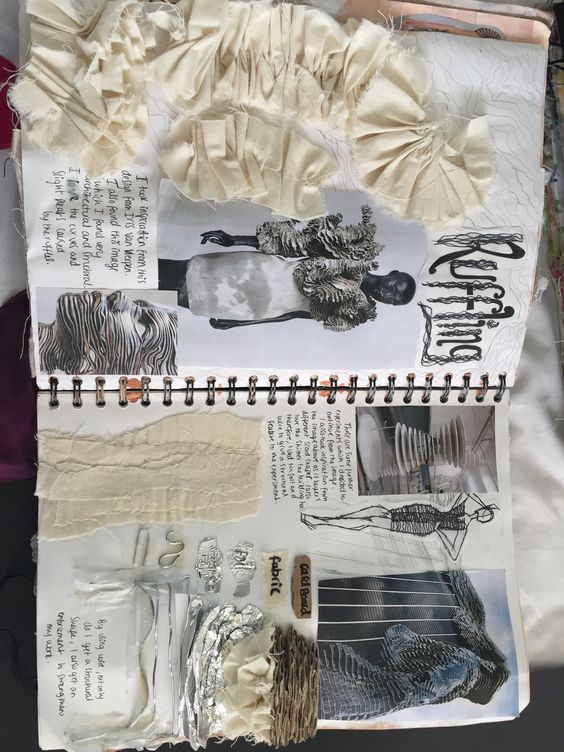 Ruffling
I took inspiration from this
design from Iris Van Herpen.
I also found this image
which I found very
architectural and structural.
I love the curves and
slight pleats caused
by the ruffles.
These are some further
experiments which I decided to
continue from the image.
I also took inspiration from
the image above as it layers
different sized shapes. I also
love the shimmer the building has
therefore, I used tin foil and
wire to give a structural
feature to the experiment.
Cardboard
fabric
Foil
By using wire, not only
do I get a structural
shape, I also get an
enforcement to strengthen
my work.